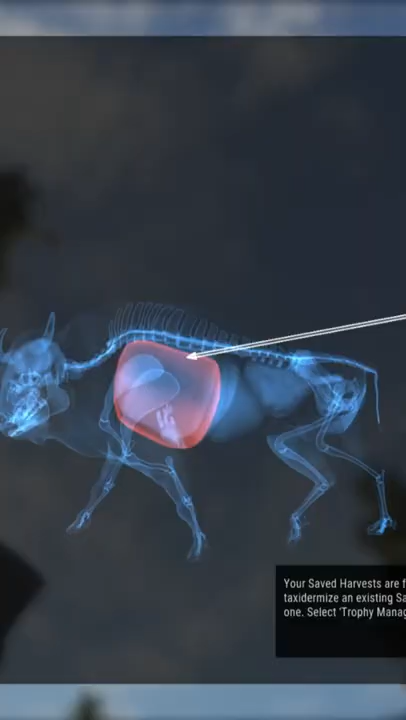 Your Saved Harvests are f
taxidermize an existing Sa
one. Select 'Trophy Manag